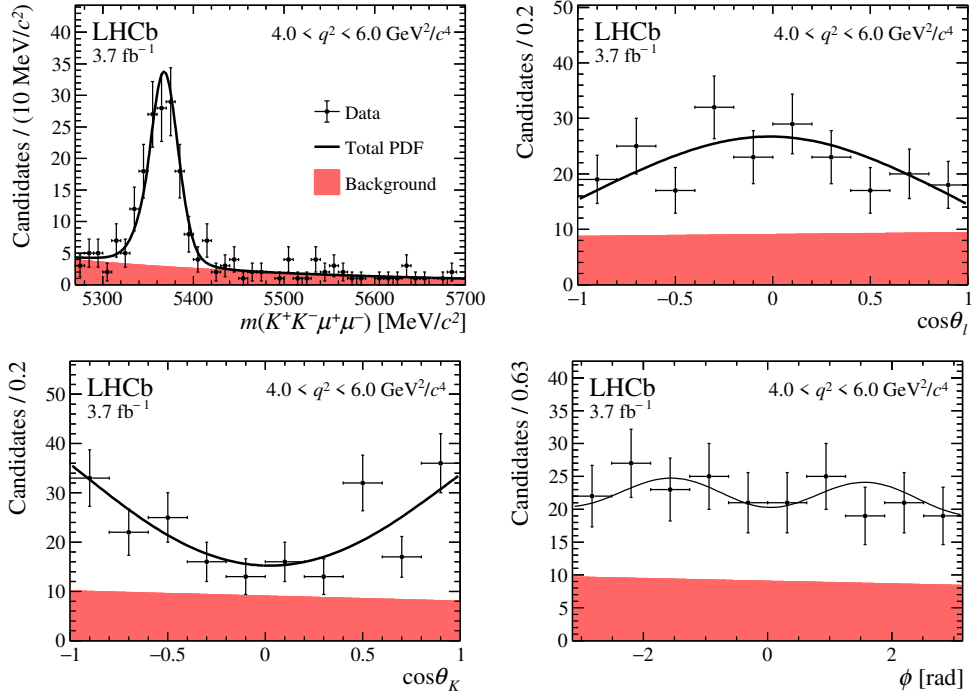 LHCb
3.7 fb⁻¹
4.0 < q² < 6.0 GeV²/c⁴
Data
Total PDF
Background
Candidates / (10 MeV/c²)
0
5
10
15
20
25
30
35
40
5300
5400
5500
5600
5700
m(K⁺K⁻μ⁺μ⁻) [MeV/c²]
LHCb
3.7 fb⁻¹
4.0 < q² < 6.0 GeV²/c⁴
Candidates / 0.2
0
10
20
30
40
50
−1
−0.5
0
0.5
1
cosθ_l
LHCb
3.7 fb⁻¹
4.0 < q² < 6.0 GeV²/c⁴
Candidates / 0.2
0
10
20
30
40
50
−1
−0.5
0
0.5
1
cosθ_K
LHCb
3.7 fb⁻¹
4.0 < q² < 6.0 GeV²/c⁴
Candidates / 0.63
0
5
10
15
20
25
30
35
40
−2
0
2
ϕ [rad]